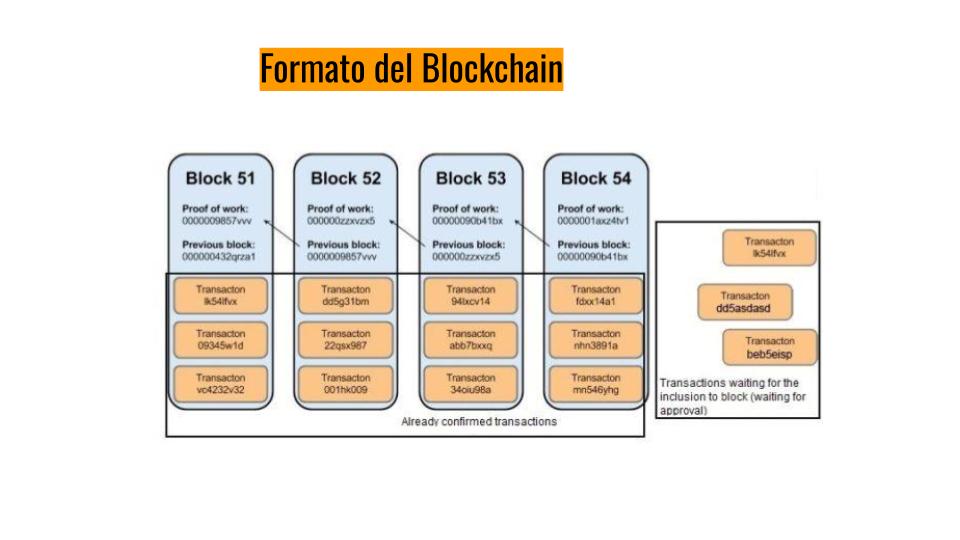 Formato del Blockchain
Block 51
Proof of work:
000009857vvv
Previous block:
000000432qrza1
Transacton
lk54lfvx
Transacton
09345w1d
Transacton
vc4232v32
Block 52
Proof of work:
000000zzxvzx5
Previous block:
0000009857vvv
Transacton
dd5g31bm
Transacton
22qsx987
Transacton
001hk009
Block 53
Proof of work:
00000090b41bx
Previous block:
000000zzxvzx5
Transacton
94lxcv14
Transacton
abb7bxxq
Transacton
34oiu98a
Block 54
Proof of work:
0000001axz4tv1
Previous block:
00000090b41bx
Transacton
fdxx14a1
Transacton
nhn3891a
Transacton
mn546yhg
Already confirmed transactions
Transacton
lk54lfvx
Transacton
dd5asdasd
Transacton
beb5eisp
Transactions waiting for the
inclusion to block (waiting for
approval)